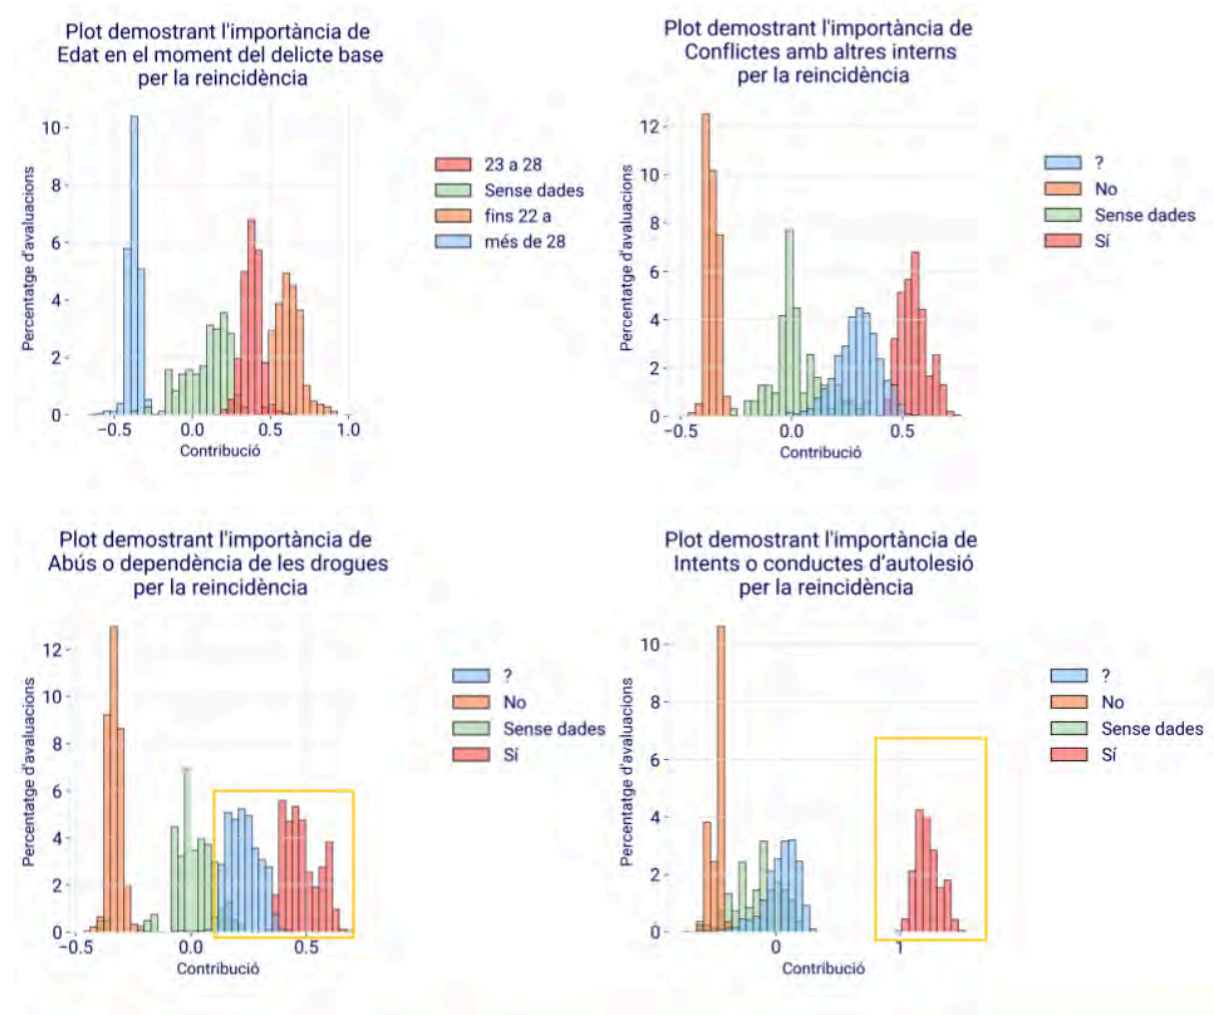 Plot demostrant l'importància de
Edat en el moment del delicte base
per la reincidència
Percentatge d'avaluacions
10
8
6
4
2
0
−0.5
0.0
0.5
1.0
Contribució
23 a 28
Sense dades
fins 22 a
més de 28
Plot demostrant l'importància de
Conflictes amb altres interns
per la reincidència
Percentatge d'avaluacions
12
10
8
6
4
2
0
−0.5
0.0
0.5
Contribució
?
No
Sense dades
Sí
Plot demostrant l'importància de
Abús o dependència de les drogues
per la reincidència
Percentatge d'avaluacions
12
10
8
6
4
2
0
−0.5
0.0
0.5
Contribució
?
No
Sense dades
Sí
Plot demostrant l'importància de
Intents o conductes d'autolesió
per la reincidència
Percentatge d'avaluacions
10
8
6
4
2
0
0
1
Contribució
?
No
Sense dades
Sí